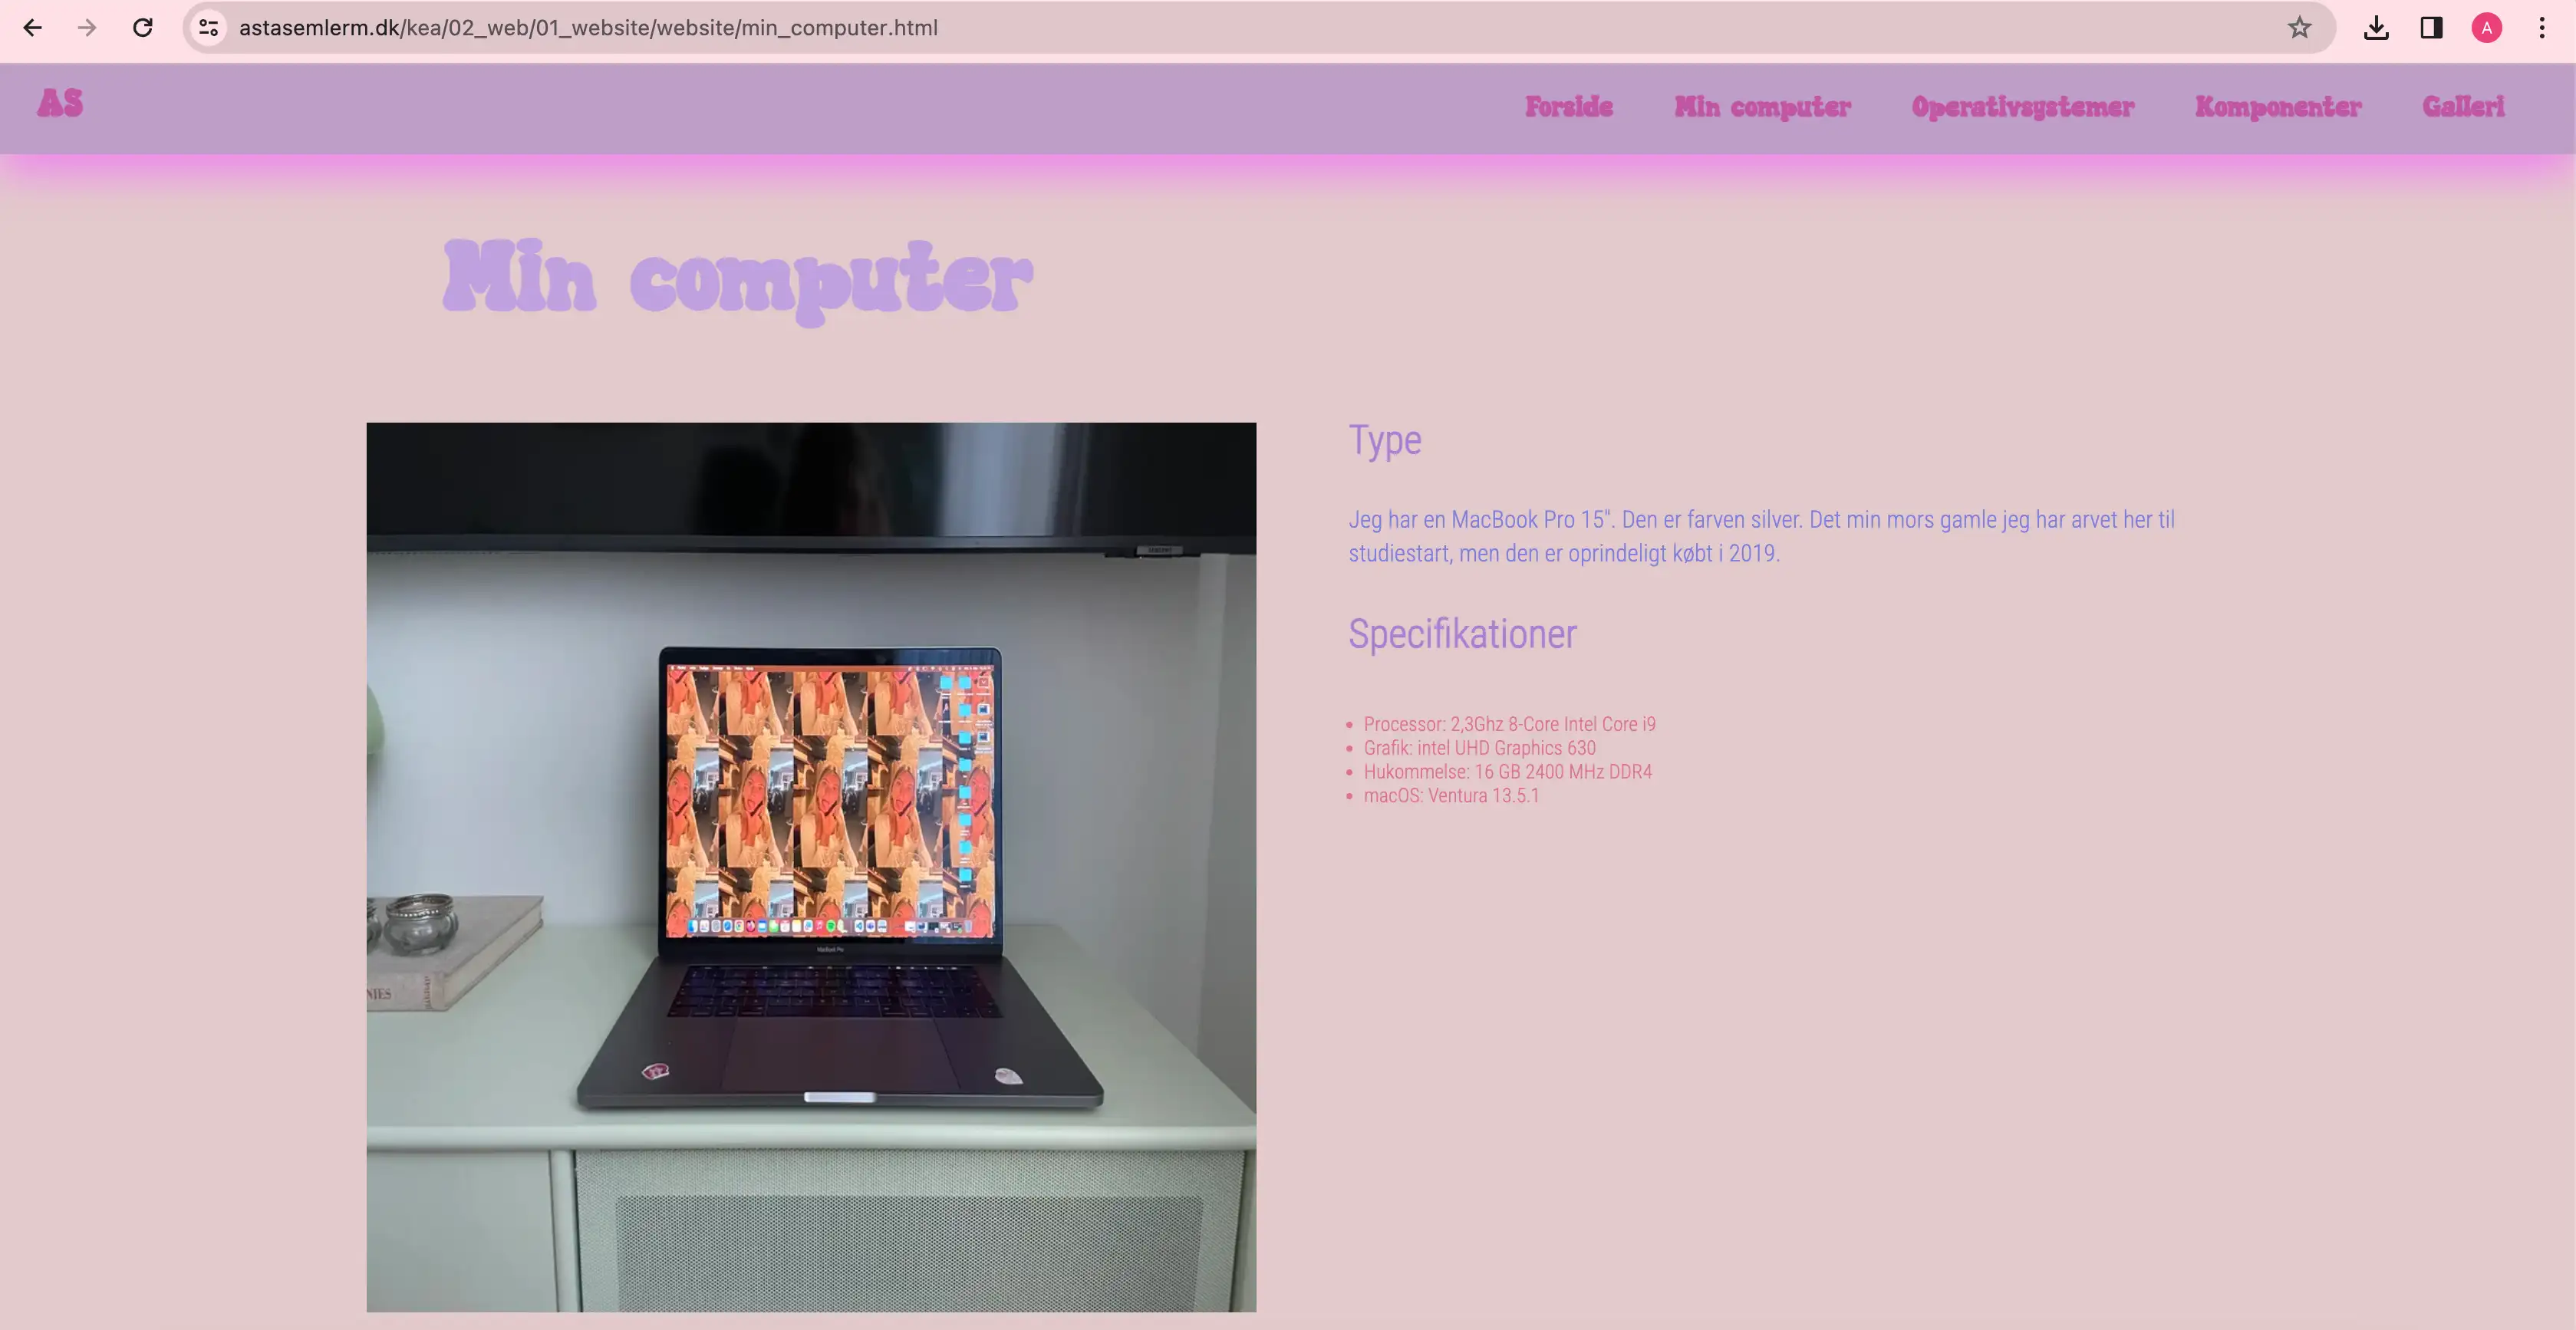 astasemlerm.dk/kea/02_web/01_website/website/min_computer.html
A
AS
Forside Min computer Operativsystemer Komponenter Galleri
Min computer
Type
Jeg har en MacBook Pro 15". Den er farven silver. Det min mors gamle jeg har arvet her til
studiestart, men den er oprindeligt købt i 2019.
Specifikationer
Processor: 2,3Ghz 8-Core Intel Core i9
Grafik: intel UHD Graphics 630
Hukommelse: 16 GB 2400 MHz DDR4
macOS: Ventura 13.5.1
MacBook Pro